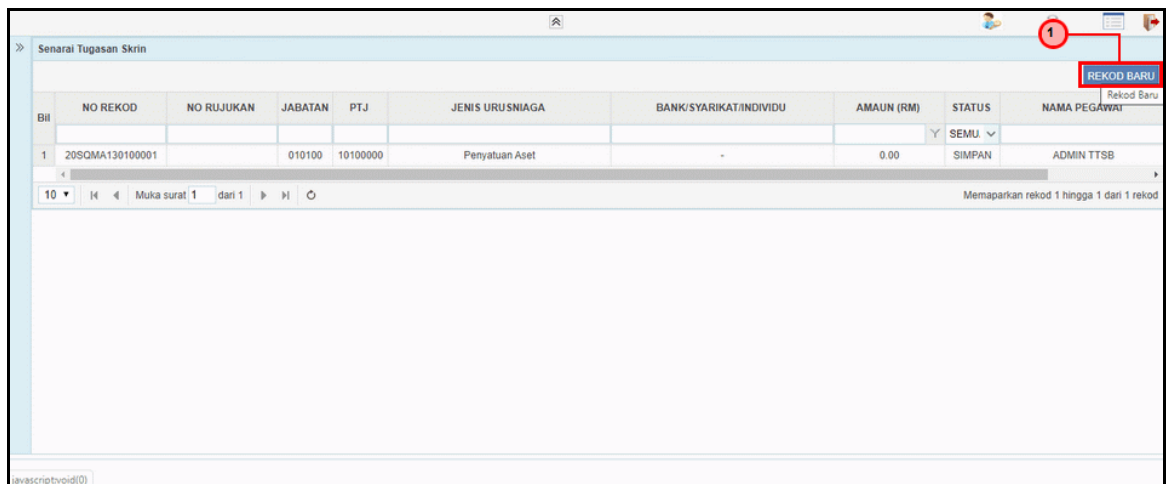 1
Senarai Tugasan Skrin
REKOD BARU
Rekod Baru
Bil NO REKOD NO RUJUKAN JABATAN PTJ JENIS URUSNIAGA BANK/SYARIKAT/INDIVIDU AMAUN (RM) STATUS NAMA PEGAWAI
SEMU.
1 20SQMA130100001 010100 10100000 Penyatuan Aset - 0.00 SIMPAN ADMIN TTSB
10 Muka surat 1 dari 1 Memaparkan rekod 1 hingga 1 dari 1 rekod
javascript:void(0)